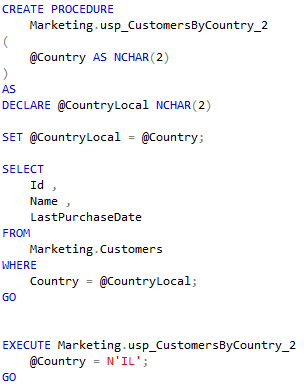 CREATE PROCEDURE
    Marketing.usp_CustomersByCountry_2
(
    @Country AS NCHAR(2)
)
AS
DECLARE @CountryLocal NCHAR(2)

SET @CountryLocal = @Country;

SELECT
    Id ,
    Name ,
    LastPurchaseDate
FROM
    Marketing.Customers
WHERE
    Country = @CountryLocal;
GO


EXECUTE Marketing.usp_CustomersByCountry_2
    @Country = N'IL';
GO